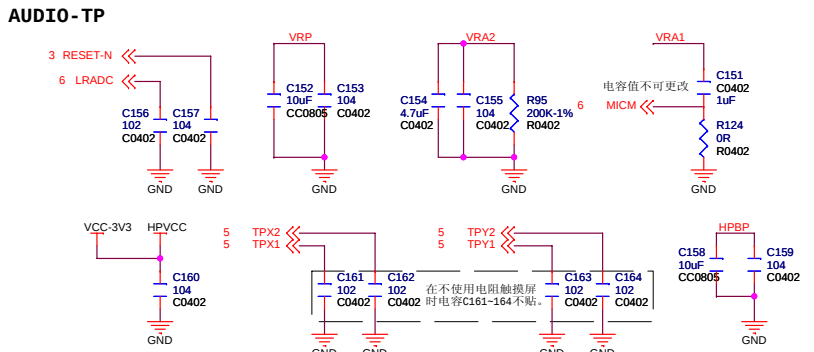 AUDIO-TP
3 RESET-N
6 LRADC
C156
102
C0402
C157
104
C0402
GND
GND
VRP
C152
10uF
CC0805
C153
104
C0402
GND
VRA2
C154
4.7uF
C0402
C155
104
C0402
R95
200K-1%
R0402
GND
VRA1
电容值不可更改
C151
C0402
1uF
6 MICM
R124
0R
R0402
GND
VCC-3V3 HPVCC
C160
104
C0402
GND
5 TPX2
5 TPX1
C161
102
C0402
C162
102
C0402
GND
GND
在不使用电阻触摸屏
时电容C161~164不贴。
5 TPY2
5 TPY1
C163
102
C0402
C164
102
C0402
GND
GND
HPBP
C158
10uF
CC0805
C159
104
C0402
GND